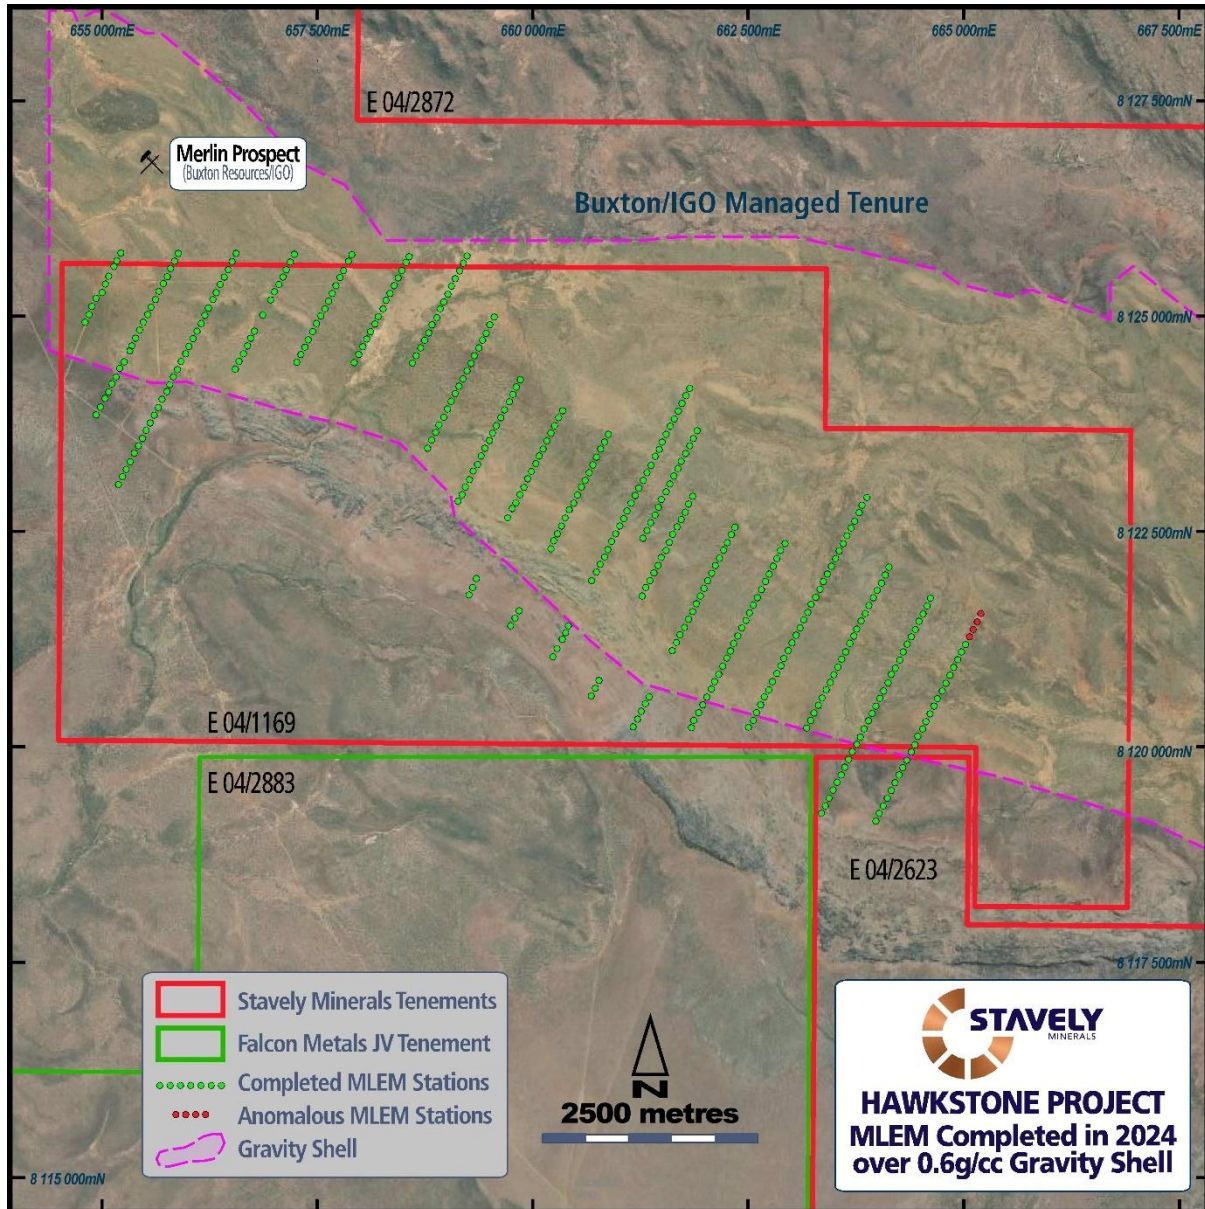 655 000mE
657 500mE
660 000mE
662 500mE
665 000mE
667 500mE
E 04/2872
8 127 500mN
Merlin Prospect
(Buxton Resources/IGO)
Buxton/IGO Managed Tenure
8 125 000mN
8 122 500mN
E 04/1169
8 120 000mN
E 04/2883
E 04/2623
8 117 500mN
Stavely Minerals Tenements
Falcon Metals JV Tenement
Completed MLEM Stations
Anomalous MLEM Stations
Gravity Shell
N
2500 metres
STAVELY
MINERALS
HAWKSTONE PROJECT
MLEM Completed in 2024
over 0.6g/cc Gravity Shell
8 115 000mN